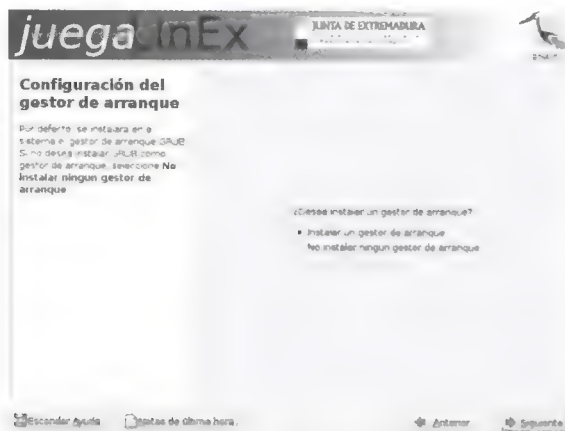 juega LinEx
JUNTA DE EXTREMADURA
Configuración del
gestor de arranque
Por defecto, se instalará en el
sistema el gestor de arranque GRUB
Si no desea instalar GRUB como
gestor de arranque, seleccione No
instalar ningun gestor de
arranque
¿Desea instalar un gestor de arranque?
Instalar un gestor de arranque
No instalar ningun gestor de arranque
Esconder Ayuda
Notas de última hora
Anterior
Siguiente